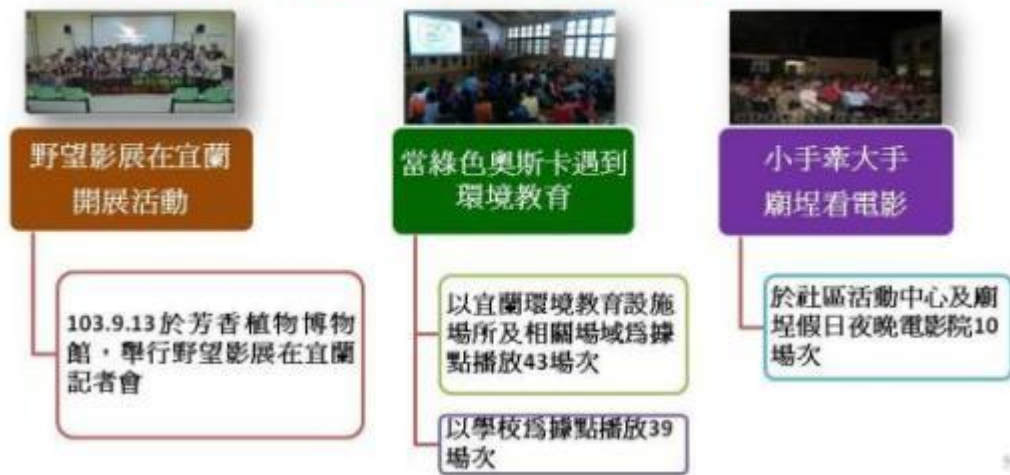 野望影展在宜蘭
開展活動
103.9.13於芳香植物博物
館，舉行野望影展在宜蘭
記者會
當綠色奧斯卡遇到
環境教育
以宜蘭環境教育設施
場所及相關場域為據
點播放43場次
以學校為據點播放39
場次
小手牽大手
廟埕看電影
於社區活動中心及廟
埕假日夜晚電影院10
場次